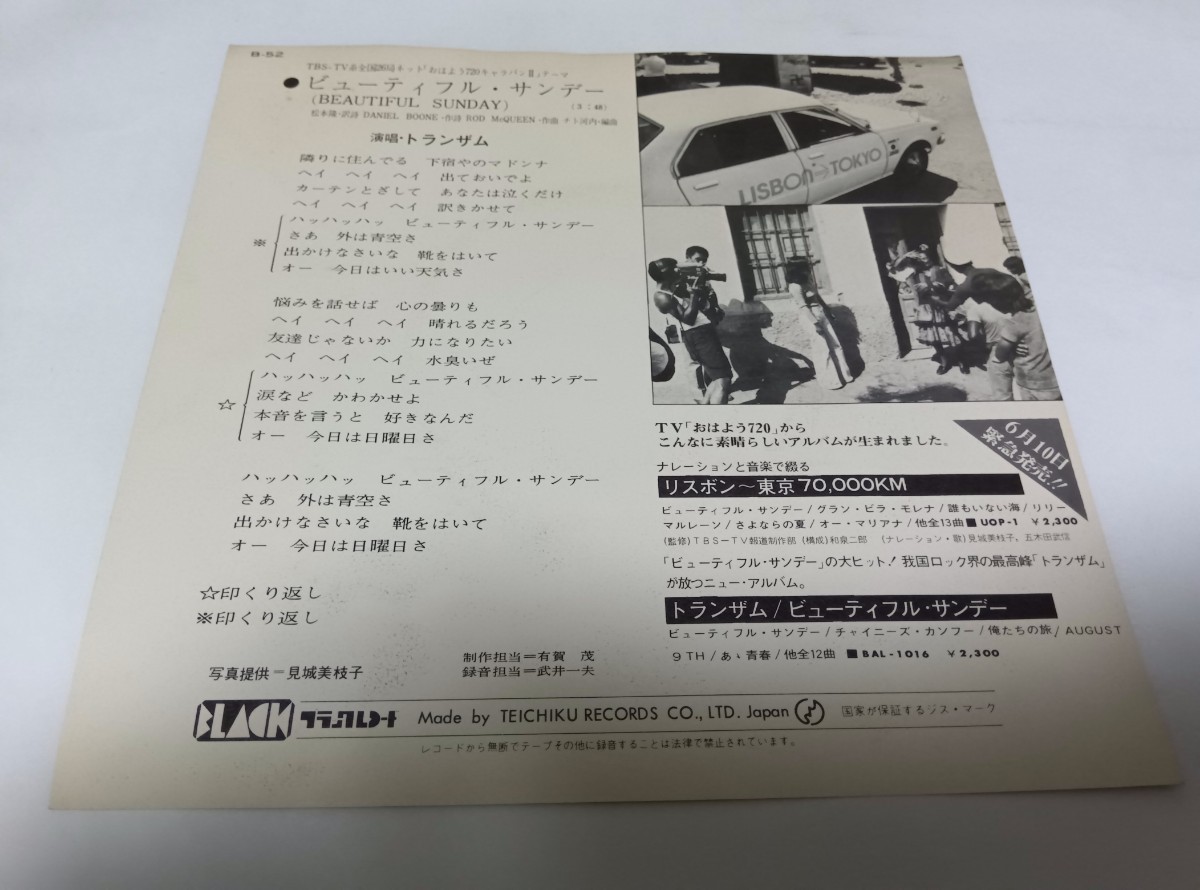 B-52
TBS-TV系全国26局ネット「おはよう720キャラバンⅡ」テーマ
●ビューティフル・サンデー
(BEAUTIFUL SUNDAY) (3:48)
松本隆・訳詩 DANIEL BOONE・作詩 ROD McQUEEN・作曲 チト河内・編曲
演唱・トランザム
隣りに住んでる 下宿やのマドンナ
ヘイ ヘイ ヘイ 出ておいでよ
カーテンとざして あなたは泣くだけ
ヘイ ヘイ ヘイ 訳きかせて
ハッハッハッ ビューティフル・サンデー
さあ 外は青空さ
※
出かけなさいな 靴をはいて
オー 今日はいい天気さ
悩みを話せば 心の曇りも
ヘイ ヘイ ヘイ 晴れるだろう
友達じゃないか 力になりたい
ヘイ ヘイ ヘイ 水臭いぜ
ハッハッハッ ビューティフル・サンデー
涙など かわかせよ
☆
本音を言うと 好きなんだ
オー 今日は日曜日さ
ハッハッハッ ビューティフル・サンデー
さあ 外は青空さ
出かけなさいな 靴をはいて
オー 今日は日曜日さ
☆印くり返し
※印くり返し
写真提供=見城美枝子
制作担当=有賀 茂
録音担当=武井一夫
LISBON⇒TOKYO
TV「おはよう720」から
こんなに素晴らしいアルバムが生まれました。
6月10日
緊急発売!!
ナレーションと音楽で綴る
リスボン〜東京70,000KM
ビューティフル・サンデー/グラン・ビラ・モレナ/誰もいない海/リリー
マルレーン/さよならの夏/オー・マリアナ/他全13曲■UOP-1 ¥2,300
(監修)TBS-TV報道制作部 (構成)和泉二郎 (ナレーション・歌)見城美枝子, 五木田武信
「ビューティフル・サンデー」の大ヒット! 我国ロック界の最高峰「トランザム」
が放つニュー・アルバム。
トランザム/ビューティフル・サンデー
ビューティフル・サンデー/チャイニーズ・カンフー/俺たちの旅/AUGUST
9TH/あゝ青春/他全12曲 ■BAL-1016 ¥2,300
BLACK ブラックレコード Made by TEICHIKU RECORDS CO., LTD. Japan 国家が保証するジス・マーク
レコードから無断でテープその他に録音することは法律で禁止されています。